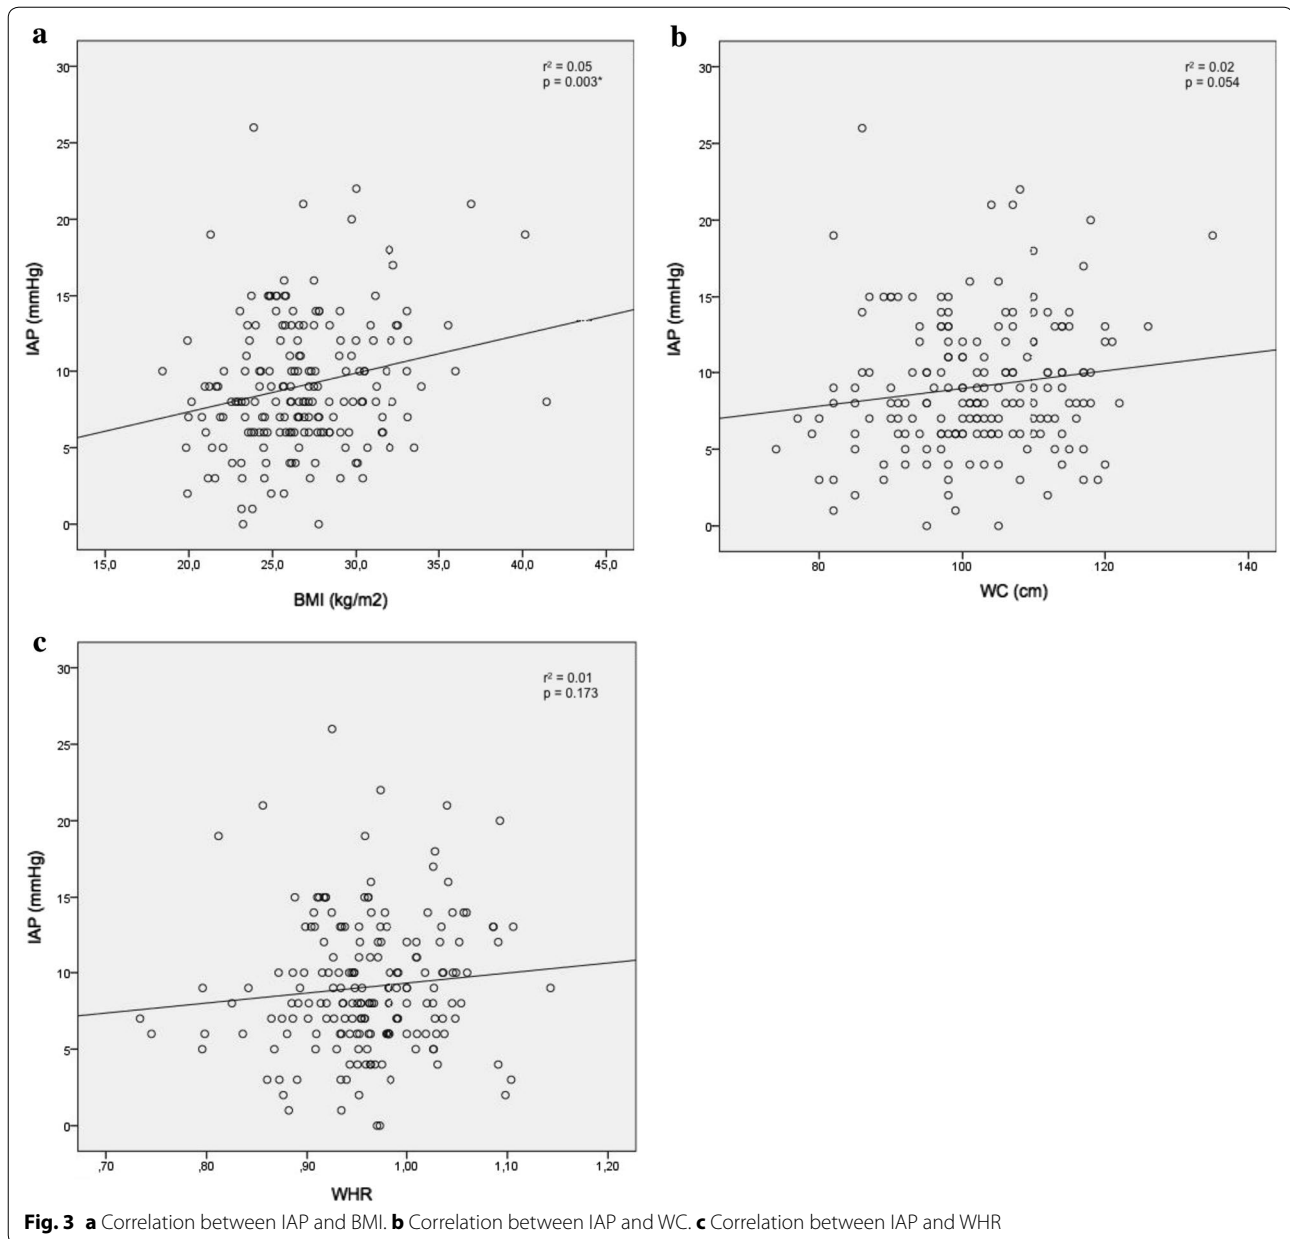 a
r² = 0.05
p = 0.003*
30
25
20
15
10
5
0
IAP (mmHg)
15,0 20,0 25,0 30,0 35,0 40,0 45,0
BMI (kg/m2)
b
r² = 0.02
p = 0.054
30
25
20
15
10
5
0
IAP (mmHg)
80 100 120 140
WC (cm)
c
r² = 0.01
p = 0.173
30
25
20
15
10
5
0
IAP (mmHg)
,70 ,80 ,90 1,00 1,10 1,20
WHR
Fig. 3 a Correlation between IAP and BMI. b Correlation between IAP and WC. c Correlation between IAP and WHR